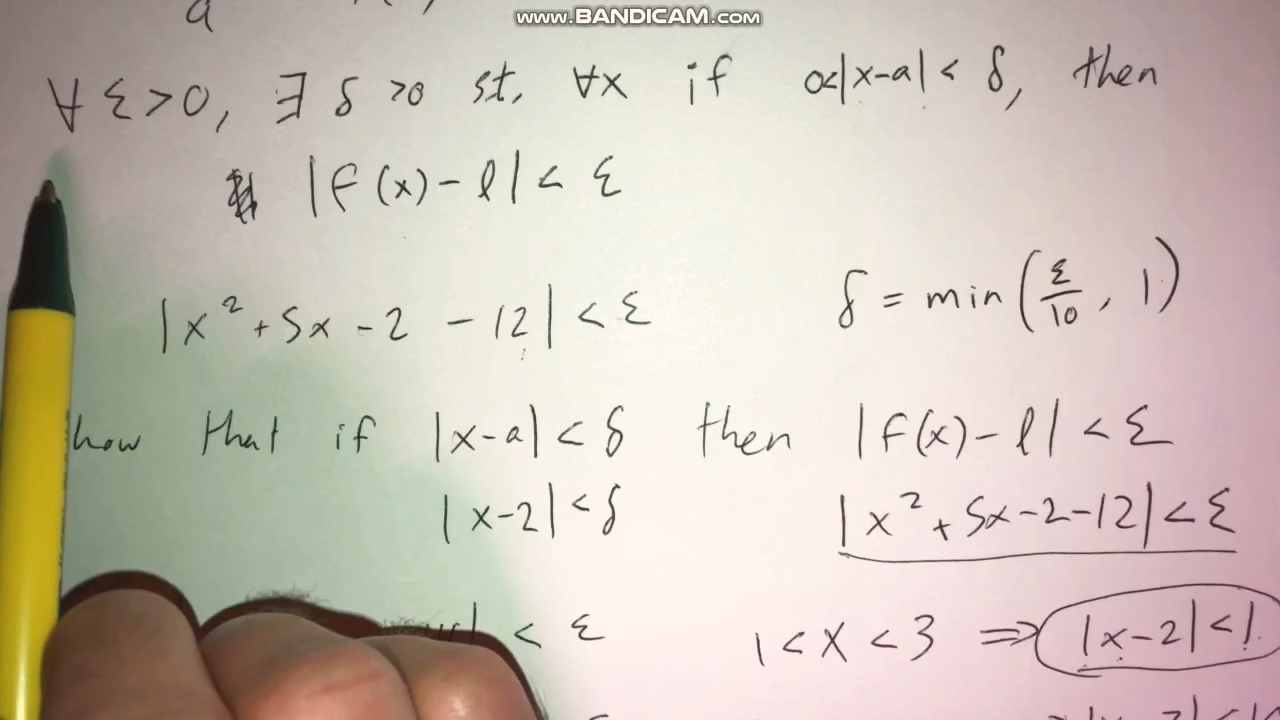 www.BANDICAM.com
a
∀ ε>0, ∃ δ >0 st, ∀x if 0<|x-a| < δ, then
|f(x) - l| < ε
|x² + 5x - 2 - 12| < ε
δ = min(ε/10, 1)
how that if |x-a| < δ then |f(x) - l| < ε
|x-2| < δ
|x² + 5x - 2 - 12| < ε
| < ε
1 < x < 3 ⇒ |x-2| < 1